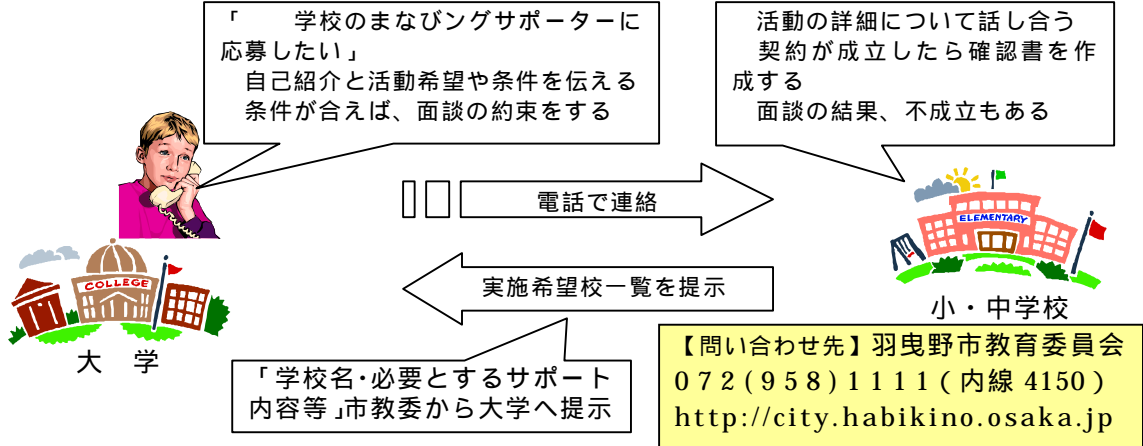 「　　学校のまなびングサポーターに
応募したい」
自己紹介と活動希望や条件を伝える
条件が合えば、面談の約束をする
活動の詳細について話し合う
契約が成立したら確認書を作
成する
面談の結果、不成立もある
電話で連絡
ELEMENTARY
COLLEGE
実施希望校一覧を提示
小・中学校
大　学
「学校名・必要とするサポート
内容等」市教委から大学へ提示
【問い合わせ先】羽曳野市教育委員会
072(958)1111(内線 4150)
http://city.habikino.osaka.jp